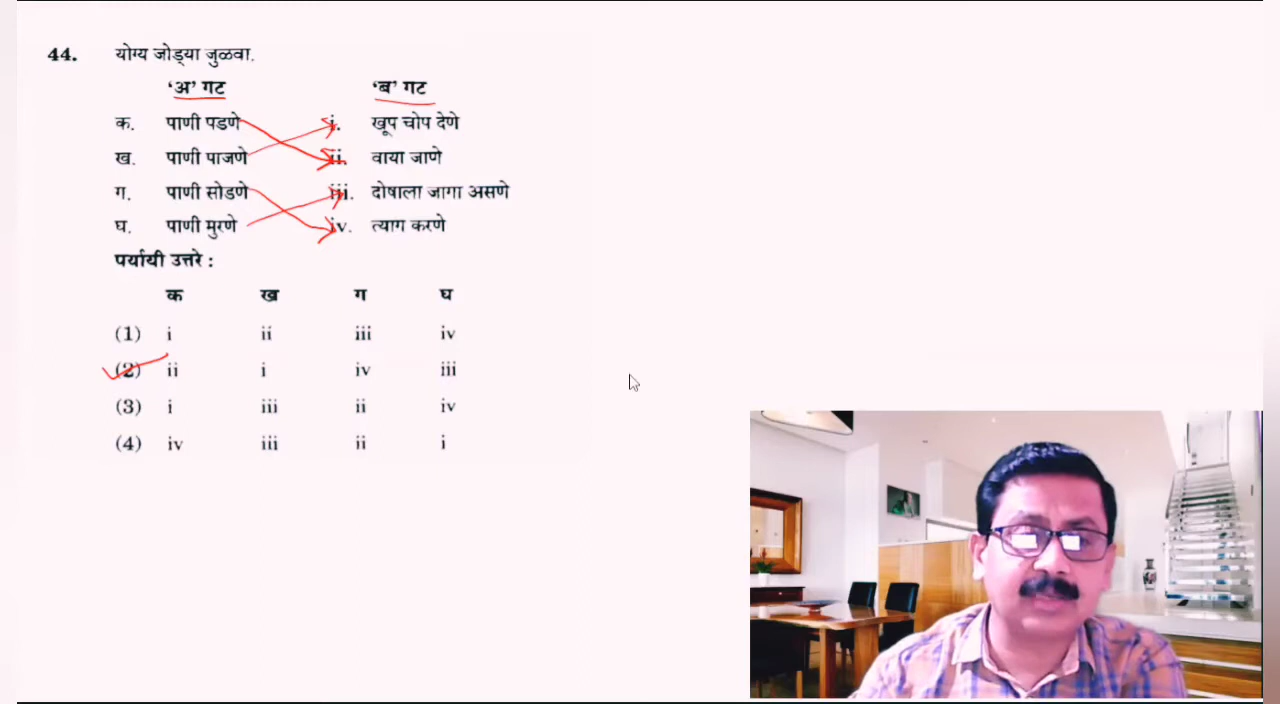 44. योग्य जोड्या जुळवा.
'अ' गट 'ब' गट
क. पाणी पडणे i. खूप चोप देणे
ख. पाणी पाजणे ii. वाया जाणे
ग. पाणी सोडणे iii. दोषाला जागा असणे
घ. पाणी मुरणे iv. त्याग करणे
पर्यायी उत्तरे :
क ख ग घ
(1) i ii iii iv
(2) ii i iv iii
(3) i iii ii iv
(4) iv iii ii i